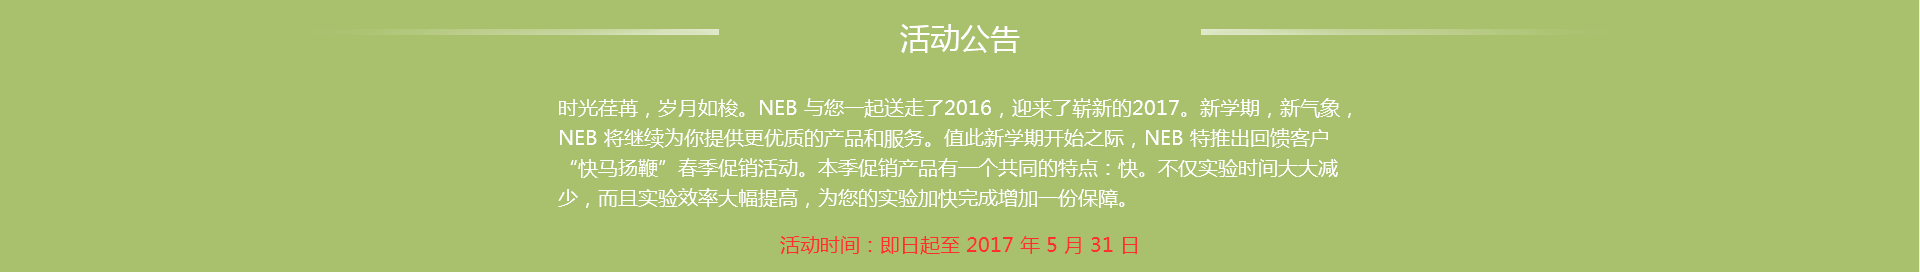 活动公告
时光荏苒，岁月如梭。NEB 与您一起送走了2016，迎来了崭新的2017。新学期，新气象，
NEB 将继续为你提供更优质的产品和服务。值此新学期开始之际，NEB 特推出回馈客户
“快马扬鞭”春季促销活动。本季促销产品有一个共同的特点：快。不仅实验时间大大减
少，而且实验效率大幅提高，为您的实验加快完成增加一份保障。
活动时间：即日起至 2017 年 5 月 31 日